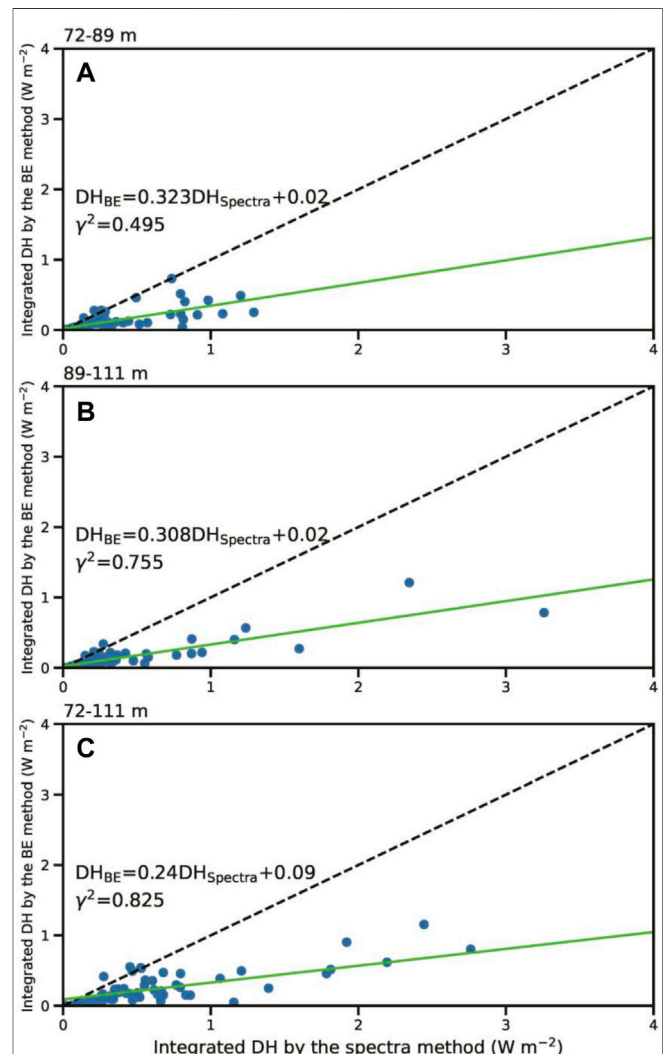 72-89 m
A
Integrated DH by the BE method (W m⁻²)
4
3
2
1
0
DH_BE=0.323DH_Spectra+0.02
γ²=0.495
0 1 2 3 4
89-111 m
B
Integrated DH by the BE method (W m⁻²)
4
3
2
1
0
DH_BE=0.308DH_Spectra+0.02
γ²=0.755
0 1 2 3 4
72-111 m
C
Integrated DH by the BE method (W m⁻²)
4
3
2
1
0
DH_BE=0.24DH_Spectra+0.09
γ²=0.825
0 1 2 3 4
Integrated DH by the spectra method (W m⁻²)